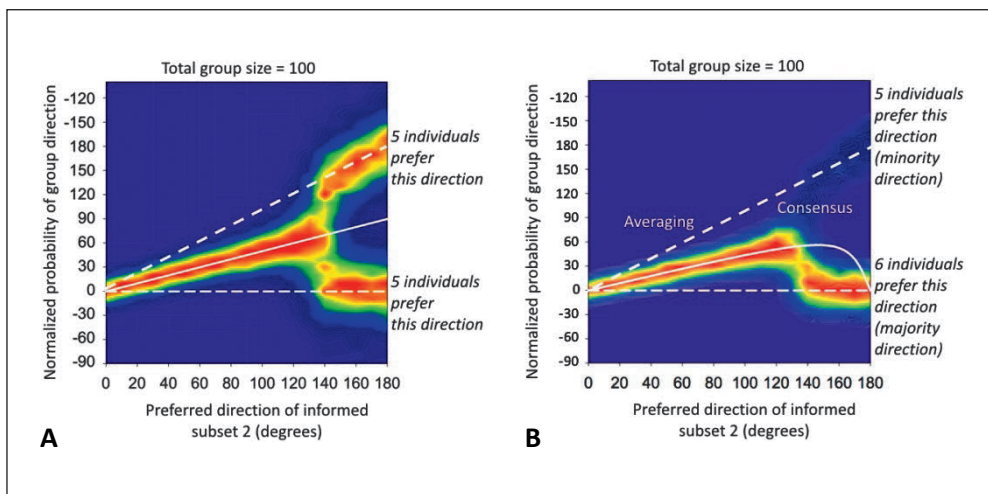 Total group size = 100
Normalized probability of group direction
-120
-150
180
150
120
90
60
30
0
-30
-60
-90
0 20 40 60 80 100 120 140 160 180
Preferred direction of informed
subset 2 (degrees)
5 individuals
prefer
this direction
5 individuals
prefer
this direction
A
Total group size = 100
Normalized probability of group direction
-120
-150
180
150
120
90
60
30
0
-30
-60
-90
Averaging
Consensus
0 20 40 60 80 100 120 140 160 180
Preferred direction of informed
subset 2 (degrees)
5 individuals
prefer this
direction
(minority
direction)
6 individuals
prefer this
direction
(majority
direction)
B